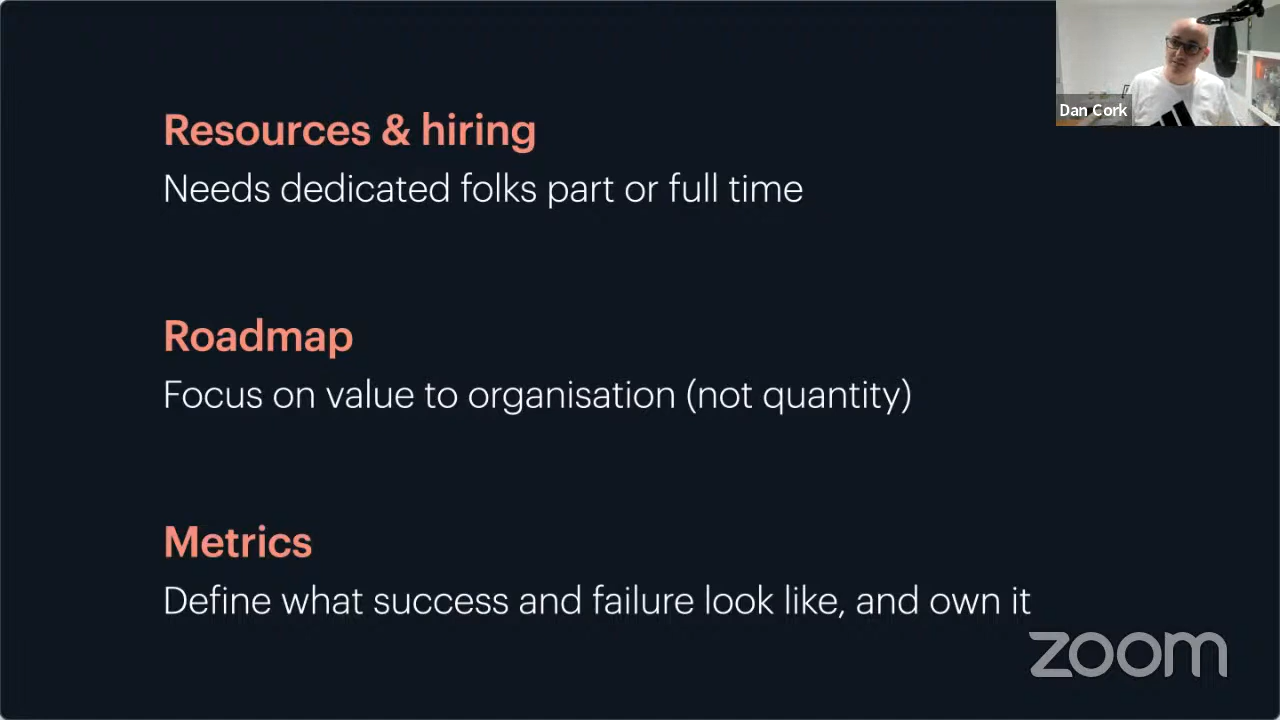 Resources & hiring
Needs dedicated folks part or full time
Roadmap
Focus on value to organisation (not quantity)
Metrics
Define what success and failure look like, and own it
Dan Cork
zoom